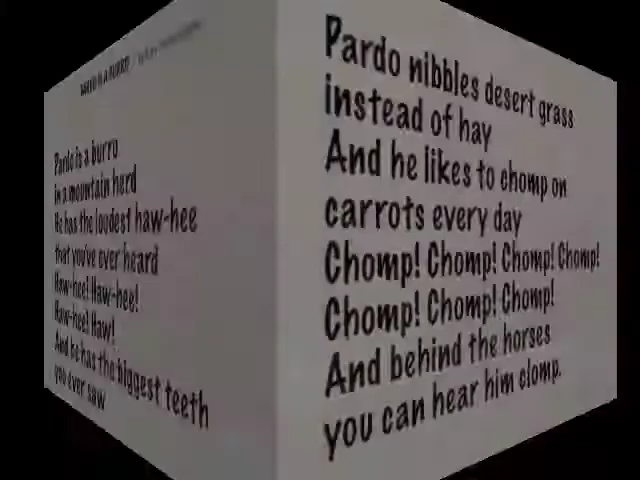 PARDO IS A BURRO
Pardo is a burro
in a mountain herd
He has the loudest haw-hee
that you've ever heard
Haw-hee! Haw-hee!
Haw-hee! Haw!
And he has the biggest teeth
you ever saw
Pardo nibbles desert grass
instead of hay
And he likes to chomp on
carrots every day
Chomp! Chomp! Chomp! Chomp!
Chomp! Chomp! Chomp!
And behind the horses
you can hear him clomp.